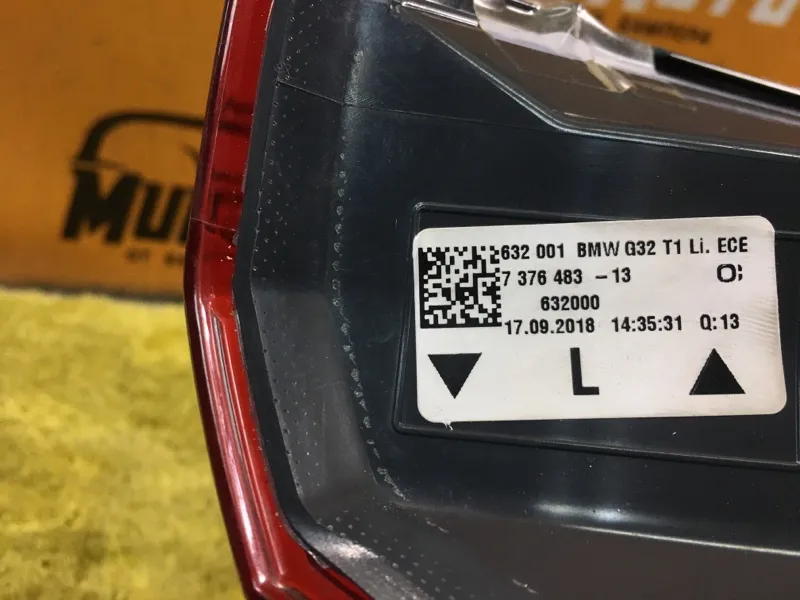 632 001 BMW G32 T1 Li. ECE
7 376 483 -13
632000
17.09.2018 14:35:31 Q:13
L